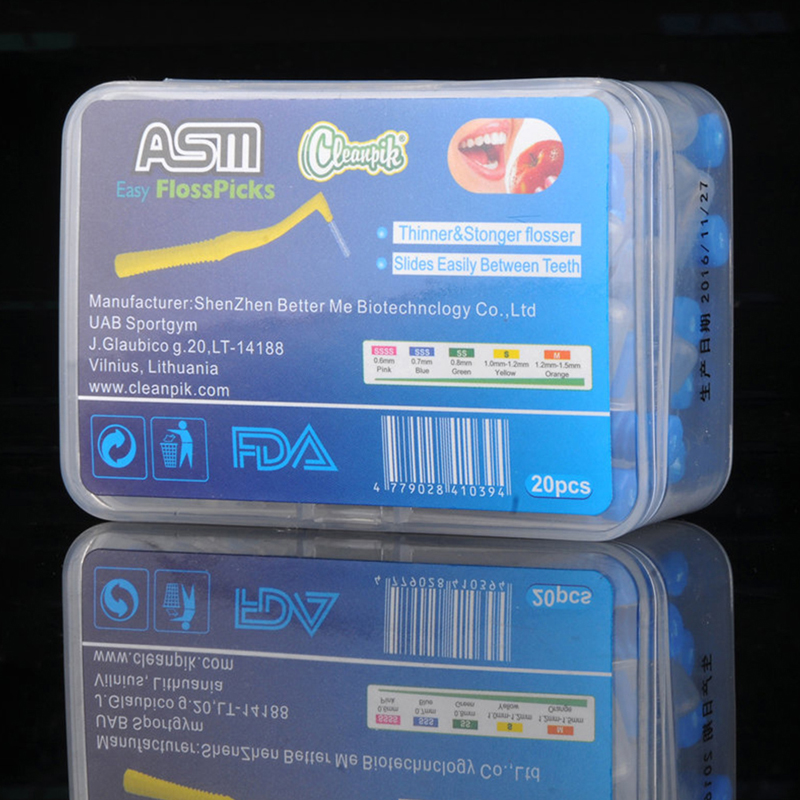 ASM
Easy FlossPicks
Cleanpik®
Thinner&Stonger flosser
Slides Easily Between Teeth
Manufacturer:ShenZhen Better Me Biotechnclogy Co.,Ltd
UAB Sportgym
J.Glaubico g.20,LT-14188
Vilnius, Lithuania
www.cleanpik.com
SSSS SSS SS S M
0.6mm 0.7mm 0.8mm 1.0mm-1.2mm 1.2mm-1.5mm
Pink Blue Green Yellow Orange
FDA
4 779028 410394
20pcs
生产日期 2016/11/27